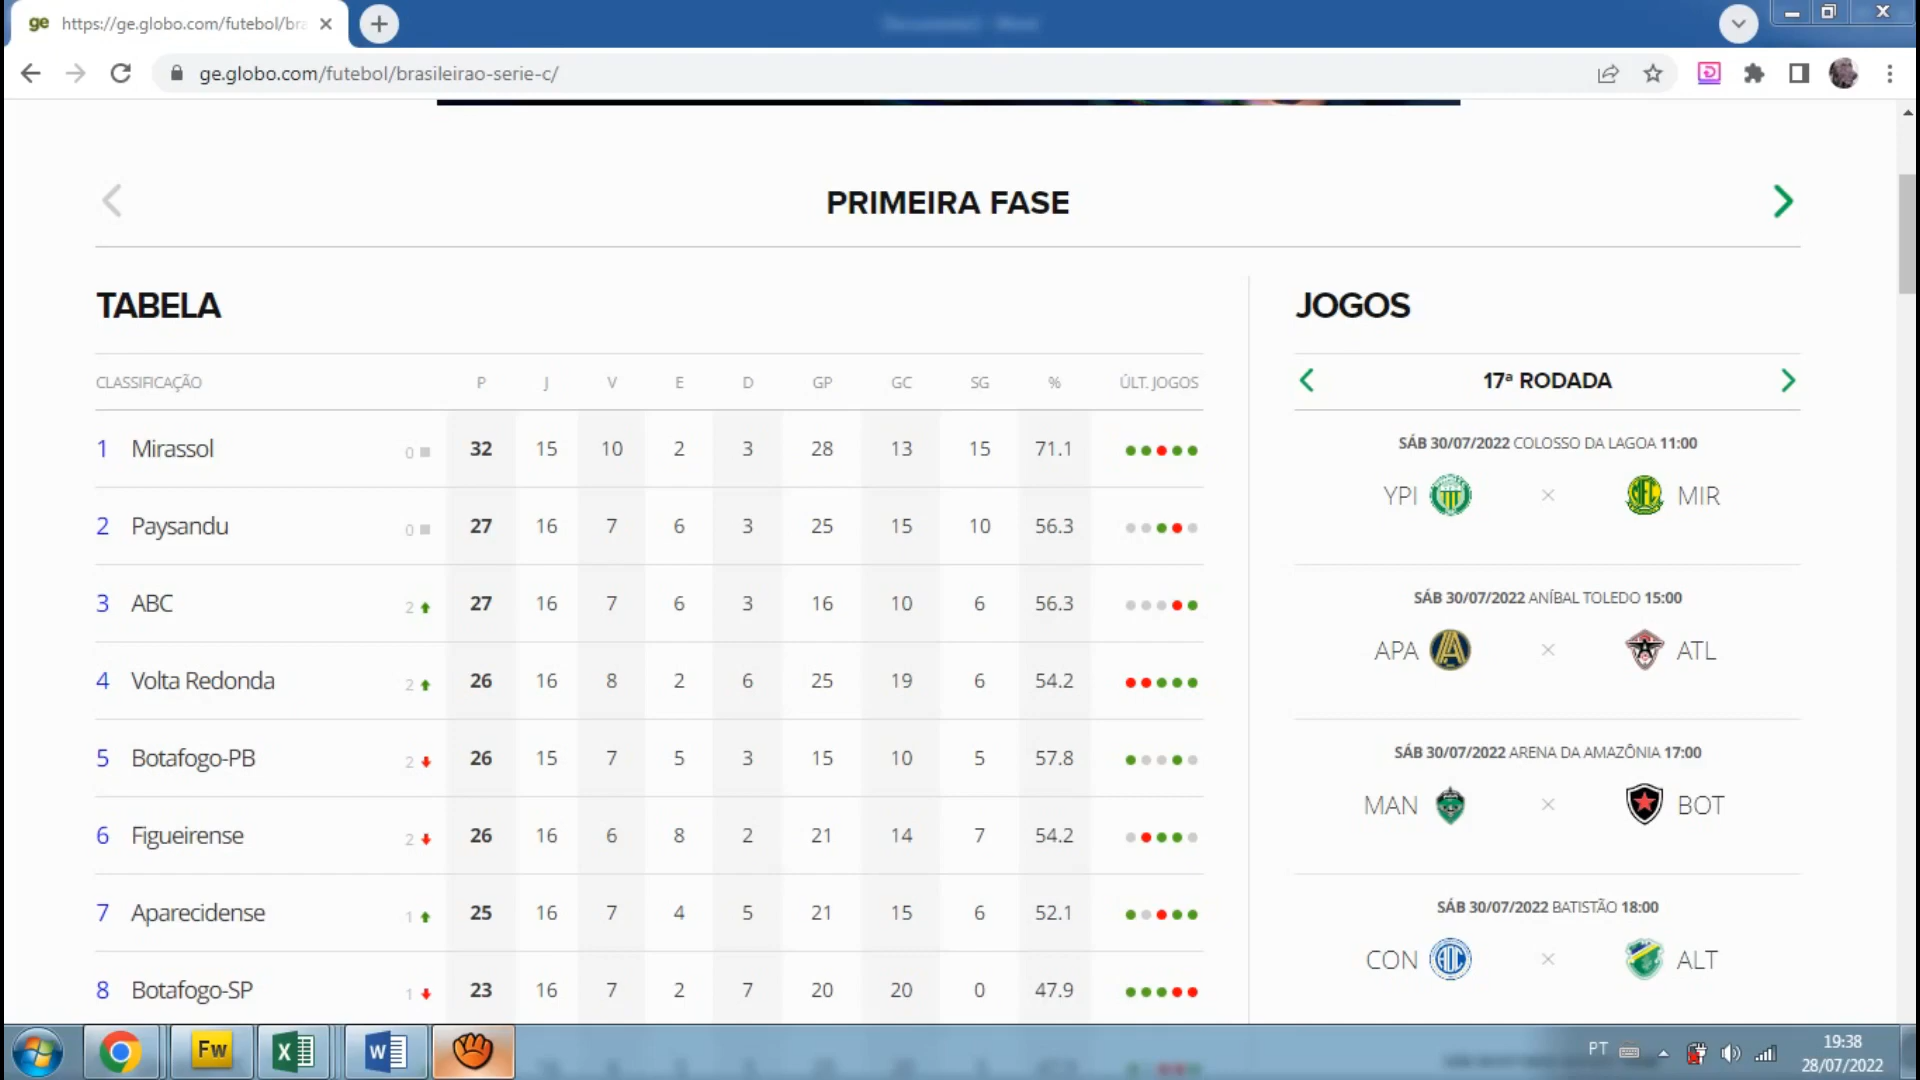 ge https://ge.globo.com/futebol/bra
ge.globo.com/futebol/brasileirao-serie-c/
PRIMEIRA FASE
TABELA
CLASSIFICAÇÃO P J V E D GP GC SG % ÚLT. JOGOS
1 Mirassol 0 32 15 10 2 3 28 13 15 71.1
2 Paysandu 0 27 16 7 6 3 25 15 10 56.3
3 ABC 2 27 16 7 6 3 16 10 6 56.3
4 Volta Redonda 2 26 16 8 2 6 25 19 6 54.2
5 Botafogo-PB 2 26 15 7 5 3 15 10 5 57.8
6 Figueirense 2 26 16 6 8 2 21 14 7 54.2
7 Aparecidense 1 25 16 7 4 5 21 15 6 52.1
8 Botafogo-SP 1 23 16 7 2 7 20 20 0 47.9
JOGOS
17ª RODADA
SÁB 30/07/2022 COLOSSO DA LAGOA 11:00
YPI × MIR
SÁB 30/07/2022 ANÍBAL TOLEDO 15:00
APA × ATL
SÁB 30/07/2022 ARENA DA AMAZÔNIA 17:00
MAN × BOT
SÁB 30/07/2022 BATISTÃO 18:00
CON × ALT
Fw
PT
19:38
28/07/2022